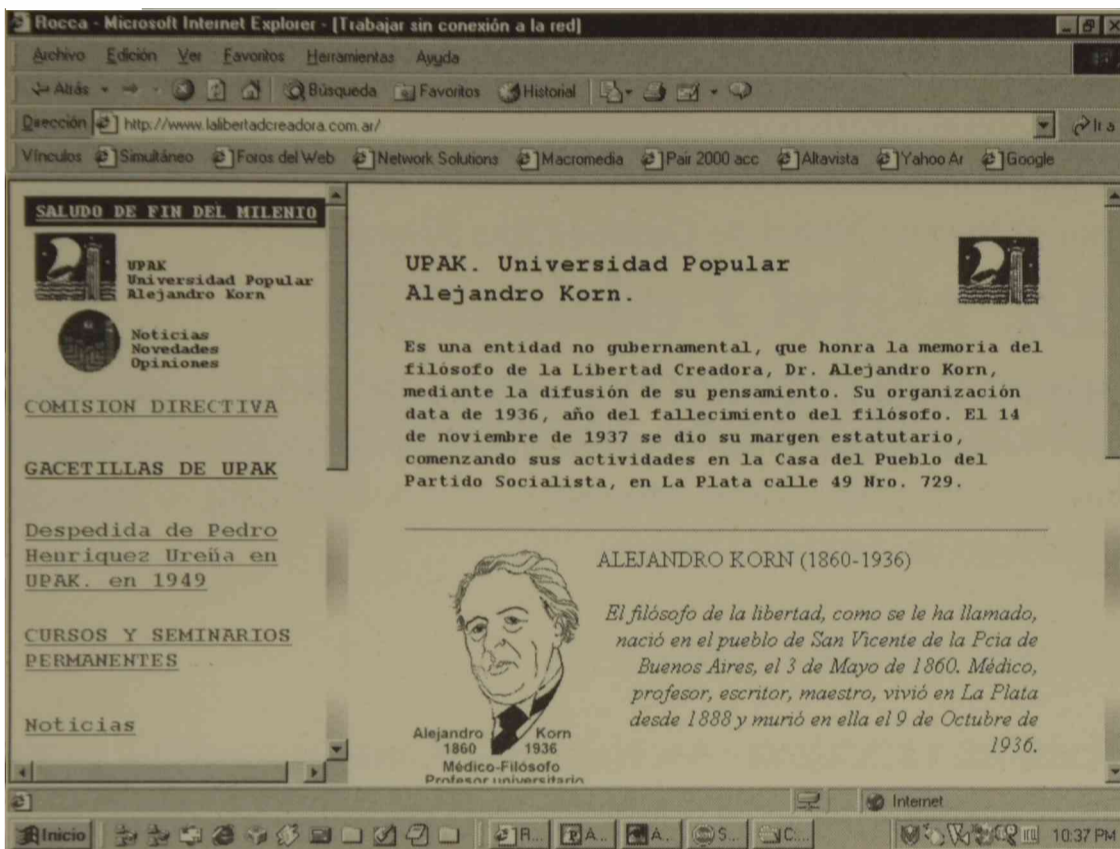 Rocca - Microsoft Internet Explorer - [Trabajar sin conexión a la red]
Archivo Edición Ver Favoritos Herramientas Ayuda
Atrás Búsqueda Favoritos Historial
Dirección http://www.lalibertadcreadora.com.ar/ Ir a
Vínculos Simultáneo Foros del Web Network Solutions Macromedia Pair 2000 acc Altavista Yahoo Ar Google
SALUDO DE FIN DEL MILENIO
UPAK
Universidad Popular
Alejandro Korn
Noticias
Novedades
Opiniones
COMISION DIRECTIVA
GACETILLAS DE UPAK
Despedida de Pedro
Henriquez Ureña en
UPAK. en 1949
CURSOS Y SEMINARIOS
PERMANENTES
Noticias
UPAK. Universidad Popular
Alejandro Korn.
Es una entidad no gubernamental, que honra la memoria del
filósofo de la Libertad Creadora, Dr. Alejandro Korn,
mediante la difusión de su pensamiento. Su organización
data de 1936, año del fallecimiento del filósofo. El 14
de noviembre de 1937 se dio su margen estatutario,
comenzando sus actividades en la Casa del Pueblo del
Partido Socialista, en La Plata calle 49 Nro. 729.
ALEJANDRO KORN (1860-1936)
El filósofo de la libertad, como se le ha llamado,
nació en el pueblo de San Vicente de la Pcia de
Buenos Aires, el 3 de Mayo de 1860. Médico,
profesor, escritor, maestro, vivió en La Plata
desde 1888 y murió en ella el 9 de Octubre de
1936.
Alejandro Korn
1860 1936
Médico-Filósofo
Profesor universitario
Internet
Inicio R... A... A... S... C... 10:37 PM